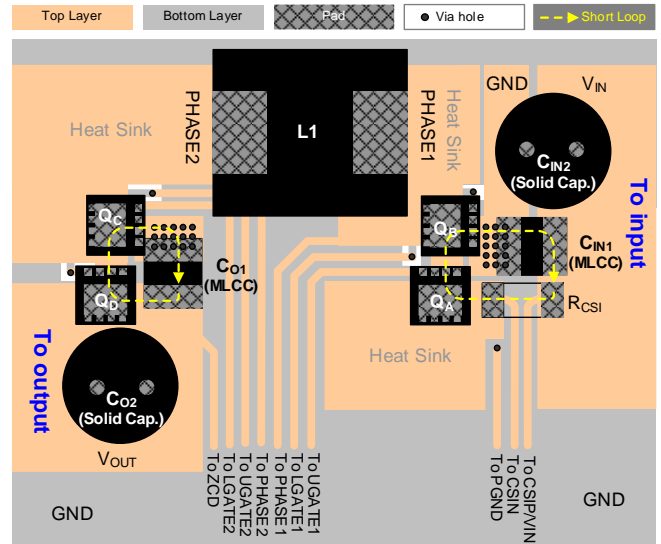 Top Layer
Bottom Layer
Pad
Via hole
Short Loop
PHASE2
L1
PHASE1
Heat Sink
Heat Sink
GND
VIN
CIN2
(Solid Cap.)
To input
QC
QB
CO1
(MLCC)
CIN1
(MLCC)
QD
QA
RCSI
To output
Heat Sink
CO2
(Solid Cap.)
VOUT
GND
To ZCD
To LGATE2
To UGATE2
To PHASE2
To PHASE1
To LGATE1
To UGATE1
To PGND
To CSIN
To CSIP/VIN
GND